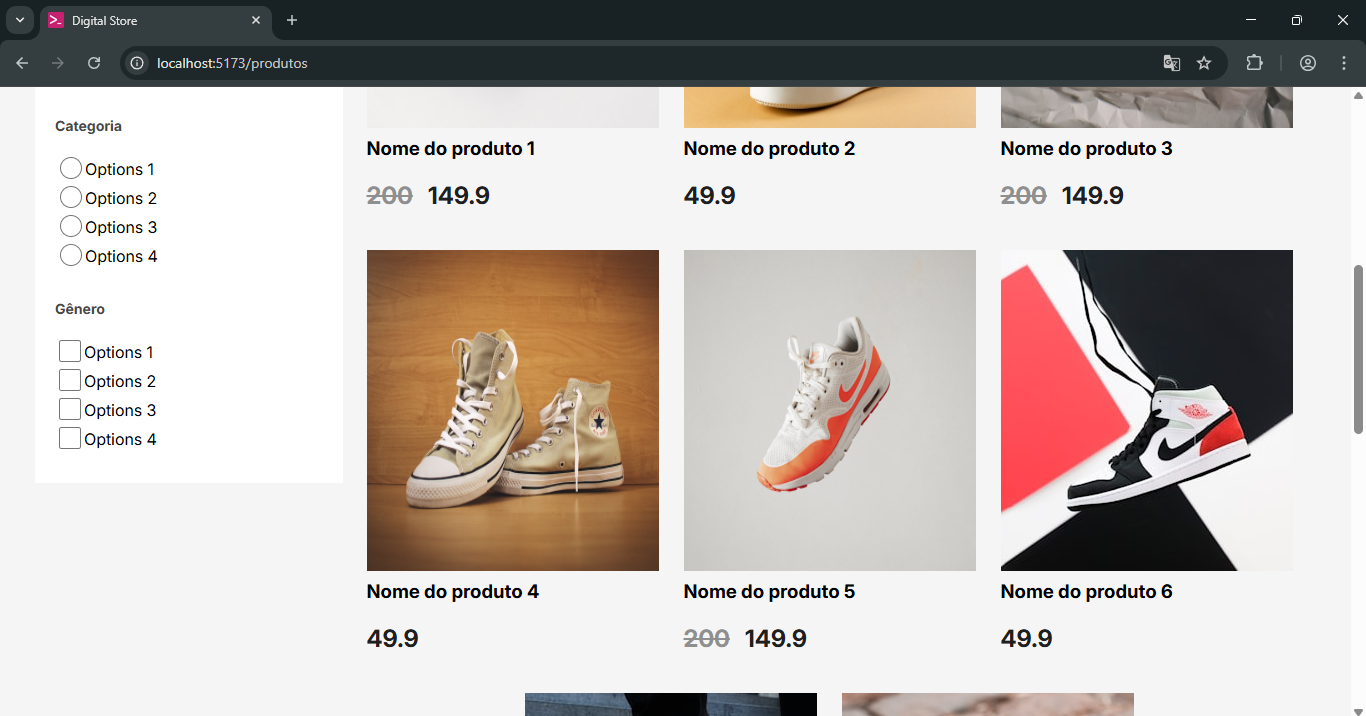 Digital Store
localhost:5173/produtos
Categoria
Options 1
Options 2
Options 3
Options 4
Gênero
Options 1
Options 2
Options 3
Options 4
Nome do produto 1
200 149.9
Nome do produto 2
49.9
Nome do produto 3
200 149.9
Nome do produto 4
49.9
Nome do produto 5
200 149.9
Nome do produto 6
49.9